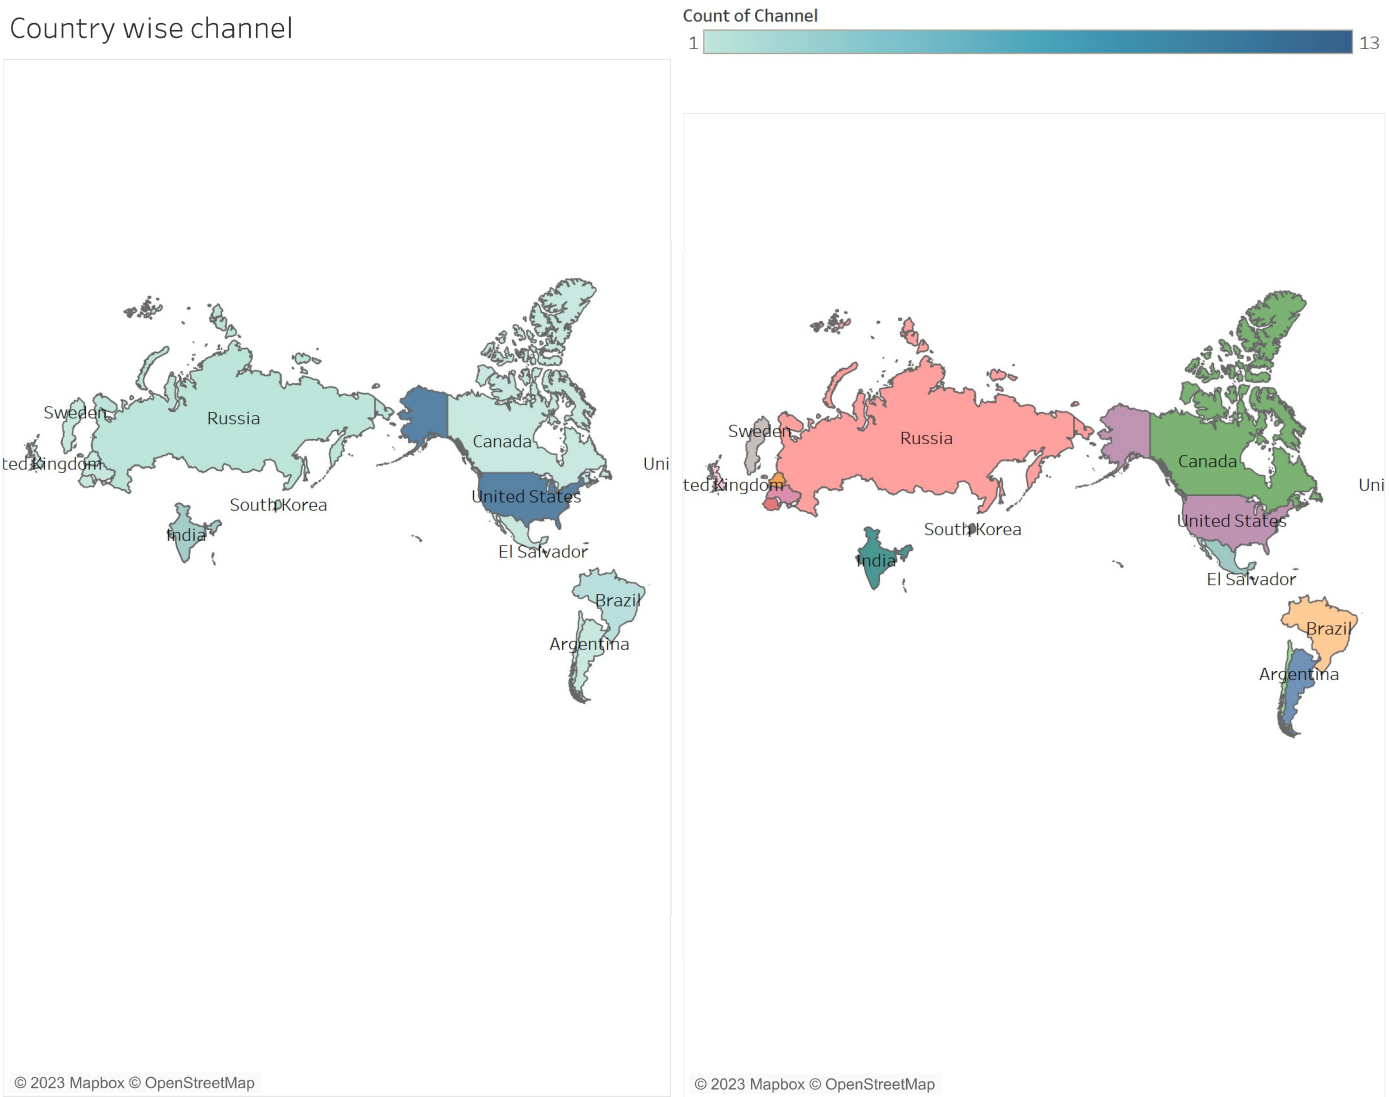 Country wise channel
Count of Channel
1
13
Sweden
Russia
Canada
ted Kingdom
Uni
United States
South Korea
India
El Salvador
Brazil
Argentina
© 2023 Mapbox © OpenStreetMap
Sweden
Russia
Canada
ted Kingdom
Uni
United States
South Korea
India
El Salvador
Brazil
Argentina
© 2023 Mapbox © OpenStreetMap